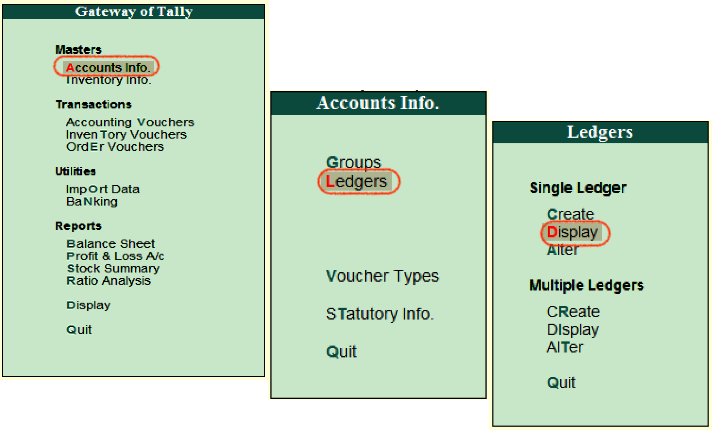 Gateway of Tally
Masters
Accounts Info.
Inventory Info.
Transactions
Accounting Vouchers
InvenTory Vouchers
OrdEr Vouchers
Utilities
ImpOrt Data
BaNking
Reports
Balance Sheet
Profit & Loss A/c
Stock Summary
Ratio Analysis
Display
Quit
Accounts Info.
Groups
Ledgers
Voucher Types
STatutory Info.
Quit
Ledgers
Single Ledger
Create
Display
Alter
Multiple Ledgers
CReate
DIsplay
AlTer
Quit